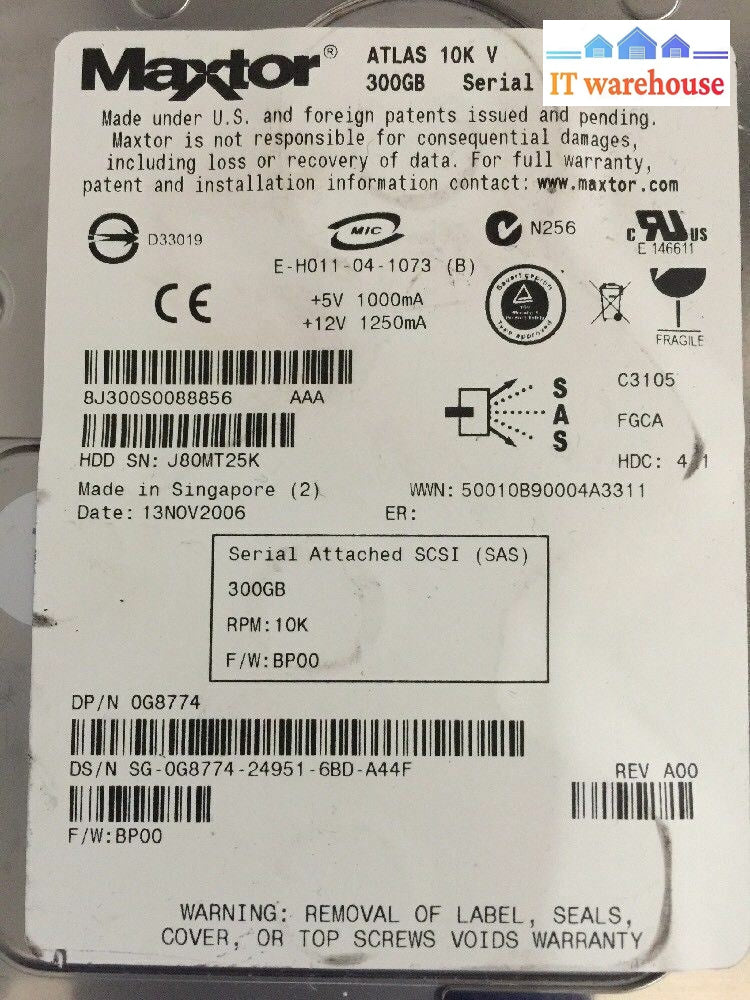 Maxtor® ATLAS 10K V
300GB Serial
IT warehouse
Made under U.S. and foreign patents issued and pending.
Maxtor is not responsible for consequential damages,
including loss or recovery of data. For full warranty,
patent and installation information contact: www.maxtor.com
D33019
MIC
N256
C UR US
E 146611
E-H011-04-1073 (B)
CE
+5V 1000mA
+12V 1250mA
Type approved
FRAGILE
8J300S0088856 AAA
HDD SN: J80MT25K
SAS
C3105
FGCA
HDC: 4 1
Made in Singapore (2) WWN: 50010B90004A3311
Date: 13NOV2006 ER:
Serial Attached SCSI (SAS)
300GB
RPM:10K
F/W:BP00
DP/N 0G8774
DS/N SG-0G8774-24951-6BD-A44F
REV A00
F/W:BP00
WARNING: REMOVAL OF LABEL, SEALS,
COVER, OR TOP SCREWS VOIDS WARRANTY